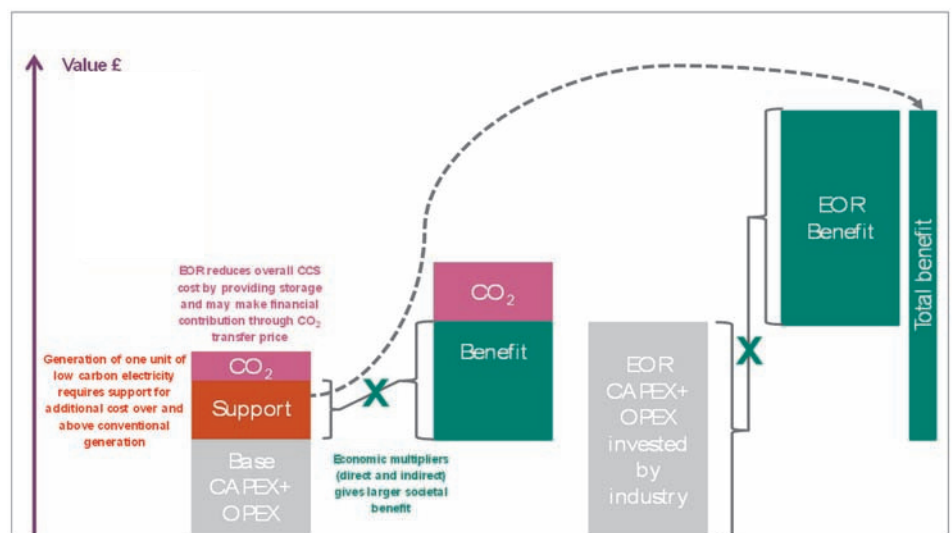 Value £
EOR reduces overall CCS
cost by providing storage
and may make financial
contribution through CO₂
transfer price
Generation of one unit of
low carbon electricity
requires support for
additional cost over and
above conventional
generation
CO₂
Support
Base
CAPEX+
OPEX
X
Economic multipliers
(direct and indirect)
gives larger societal
benefit
CO₂
Benefit
EOR
CAPEX+
OPEX
invested
by
industry
X
EOR
Benefit
Total benefit